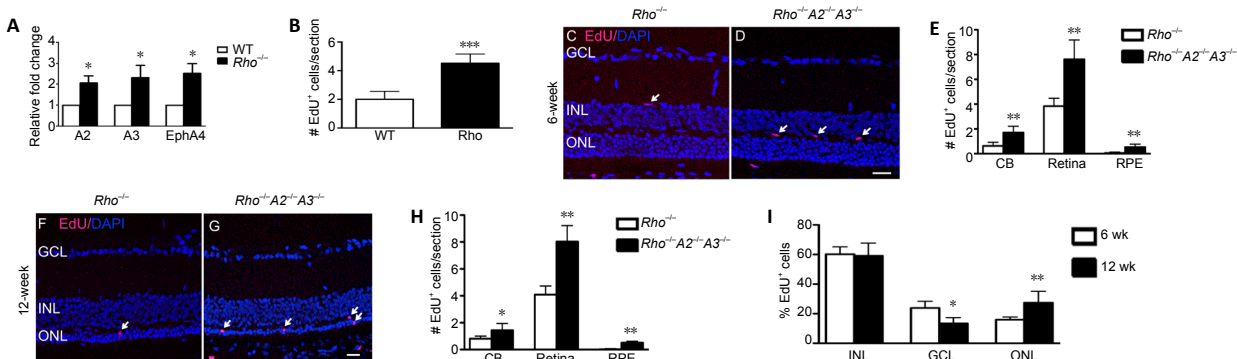 A
Relative fold change
4
3
2
1
0
* * *
WT
Rho⁻/⁻
A2 A3 EphA4
B
# EdU⁺ cells/section
6
4
2
0
***
WT Rho
Rho⁻/⁻ Rho⁻/⁻A2⁻/⁻A3⁻/⁻
6-week
C EdU/DAPI
GCL
INL
ONL
D
E
# EdU⁺ cells/section
10
8
6
4
2
0
** ** **
Rho⁻/⁻
Rho⁻/⁻A2⁻/⁻A3⁻/⁻
CB Retina RPE
Rho⁻/⁻ Rho⁻/⁻A2⁻/⁻A3⁻/⁻
12-week
F EdU/DAPI
GCL
INL
ONL
G
H
# EdU⁺ cells/section
10
8
6
4
2
0
* ** **
Rho⁻/⁻
Rho⁻/⁻A2⁻/⁻A3⁻/⁻
CB Retina RPE
I
% EdU⁺ cells
80
60
40
20
0
* **
6 wk
12 wk
INL GCL ONL